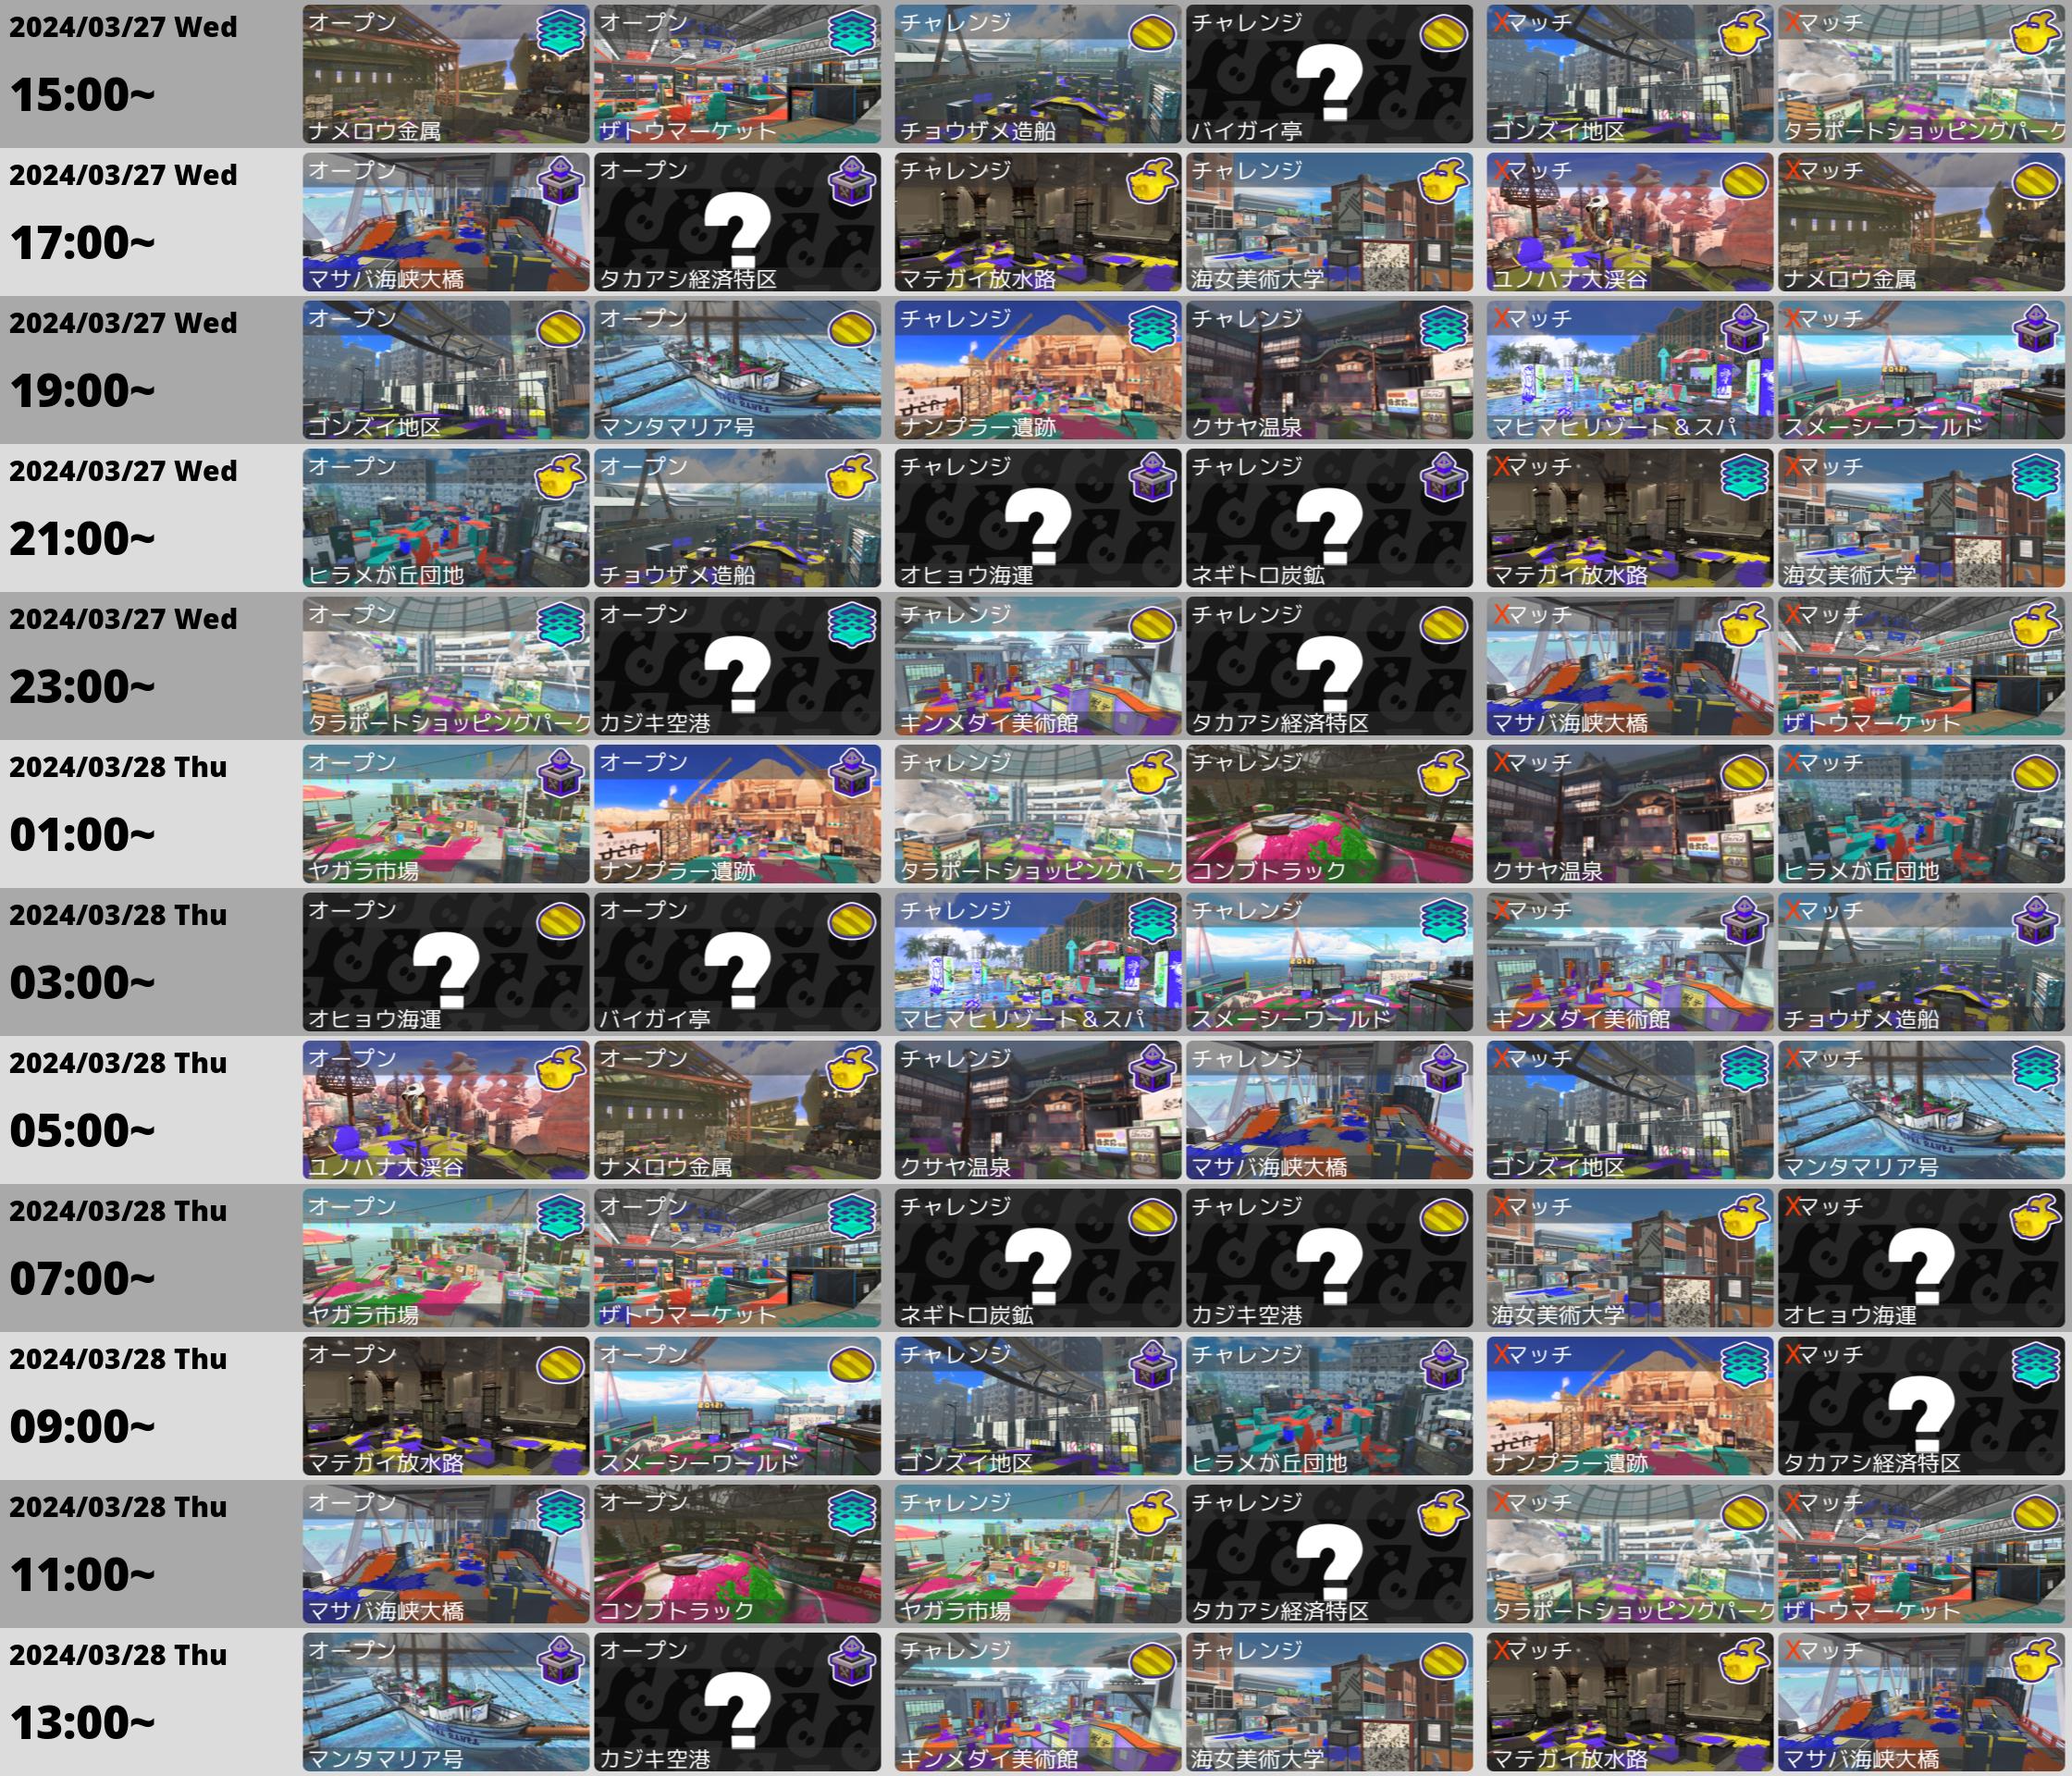 2024/03/27 Wed
15:00~
オープン
ナメロウ金属
オープン
ザトウマーケット
チャレンジ
チョウザメ造船
チャレンジ
バイガイ亭
Xマッチ
ゴンズイ地区
Xマッチ
タラポートショッピングパーク
2024/03/27 Wed
17:00~
オープン
マサバ海峡大橋
オープン
タカアシ経済特区
チャレンジ
マテガイ放水路
チャレンジ
海女美術大学
Xマッチ
ユノハナ大渓谷
Xマッチ
ナメロウ金属
2024/03/27 Wed
19:00~
オープン
ゴンズイ地区
オープン
マンタマリア号
チャレンジ
ナンプラー遺跡
チャレンジ
クサヤ温泉
Xマッチ
マヒマヒリゾート＆スパ
Xマッチ
スメーシーワールド
2024/03/27 Wed
21:00~
オープン
ヒラメが丘団地
オープン
チョウザメ造船
チャレンジ
オヒョウ海運
チャレンジ
ネギトロ炭鉱
Xマッチ
マテガイ放水路
Xマッチ
海女美術大学
2024/03/27 Wed
23:00~
オープン
タラポートショッピングパーク
オープン
カジキ空港
チャレンジ
キンメダイ美術館
チャレンジ
タカアシ経済特区
Xマッチ
マサバ海峡大橋
Xマッチ
ザトウマーケット
2024/03/28 Thu
01:00~
オープン
ヤガラ市場
オープン
ナンプラー遺跡
チャレンジ
タラポートショッピングパーク
チャレンジ
コンブトラック
Xマッチ
クサヤ温泉
Xマッチ
ヒラメが丘団地
2024/03/28 Thu
03:00~
オープン
オヒョウ海運
オープン
バイガイ亭
チャレンジ
マヒマヒリゾート＆スパ
チャレンジ
スメーシーワールド
Xマッチ
キンメダイ美術館
Xマッチ
チョウザメ造船
2024/03/28 Thu
05:00~
オープン
ユノハナ大渓谷
オープン
ナメロウ金属
チャレンジ
クサヤ温泉
チャレンジ
マサバ海峡大橋
Xマッチ
ゴンズイ地区
Xマッチ
マンタマリア号
2024/03/28 Thu
07:00~
オープン
ヤガラ市場
オープン
ザトウマーケット
チャレンジ
ネギトロ炭鉱
チャレンジ
カジキ空港
Xマッチ
海女美術大学
Xマッチ
オヒョウ海運
2024/03/28 Thu
09:00~
オープン
マテガイ放水路
オープン
スメーシーワールド
チャレンジ
ゴンズイ地区
チャレンジ
ヒラメが丘団地
Xマッチ
ナンプラー遺跡
Xマッチ
タカアシ経済特区
2024/03/28 Thu
11:00~
オープン
マサバ海峡大橋
オープン
コンブトラック
チャレンジ
ヤガラ市場
チャレンジ
タカアシ経済特区
Xマッチ
タラポートショッピングパーク
Xマッチ
ザトウマーケット
2024/03/28 Thu
13:00~
オープン
マンタマリア号
オープン
カジキ空港
チャレンジ
キンメダイ美術館
チャレンジ
海女美術大学
Xマッチ
マテガイ放水路
Xマッチ
マサバ海峡大橋